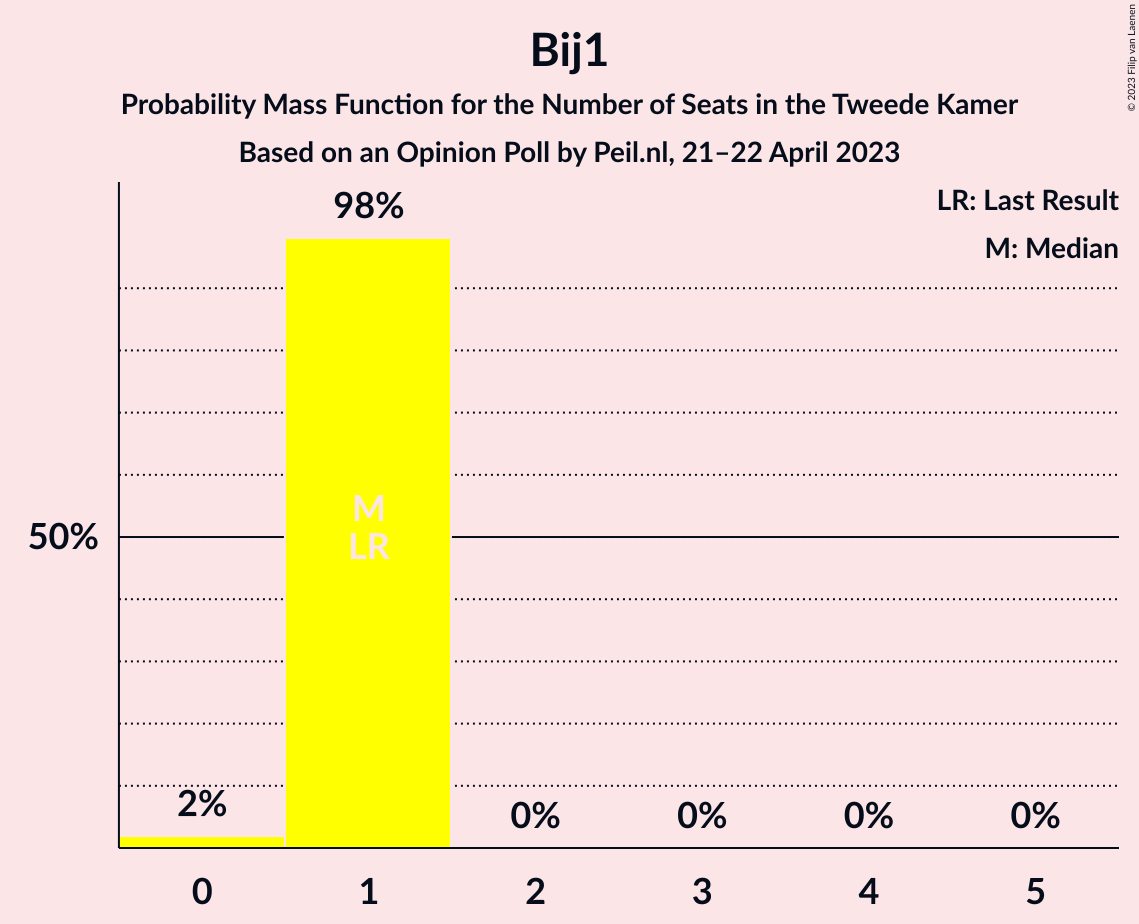 Bij1
Probability Mass Function for the Number of Seats in the Tweede Kamer
Based on an Opinion Poll by Peil.nl, 21–22 April 2023
© 2023 Filip van Laenen
LR: Last Result
M: Median
98%
M
LR
50%
2%
0%
0%
0%
0%
0
1
2
3
4
5